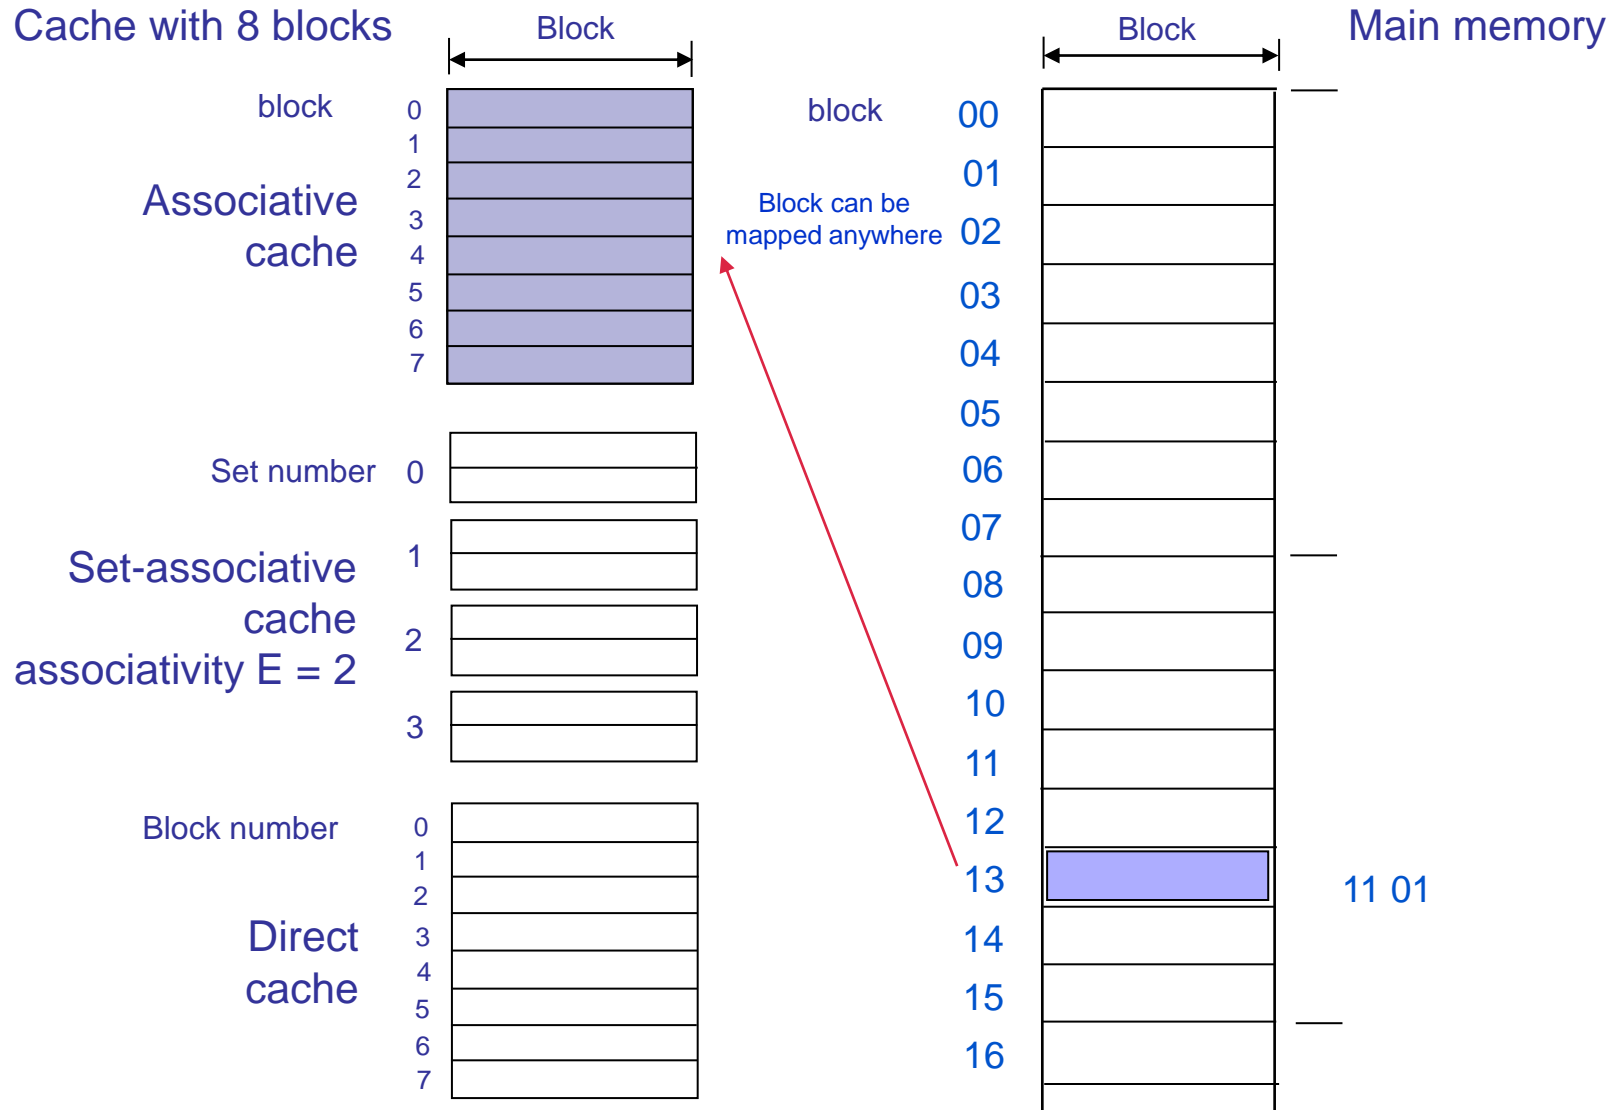 Cache with 8 blocks
Block
Block
Main memory
block
0
1
2
3
4
5
6
7
Associative
cache
Block can be
mapped anywhere
Set number
0
1
2
3
Set-associative
cache
associativity E = 2
Block number
0
1
2
3
4
5
6
7
Direct
cache
block
00
01
02
03
04
05
06
07
08
09
10
11
12
13
14
15
16
11 01